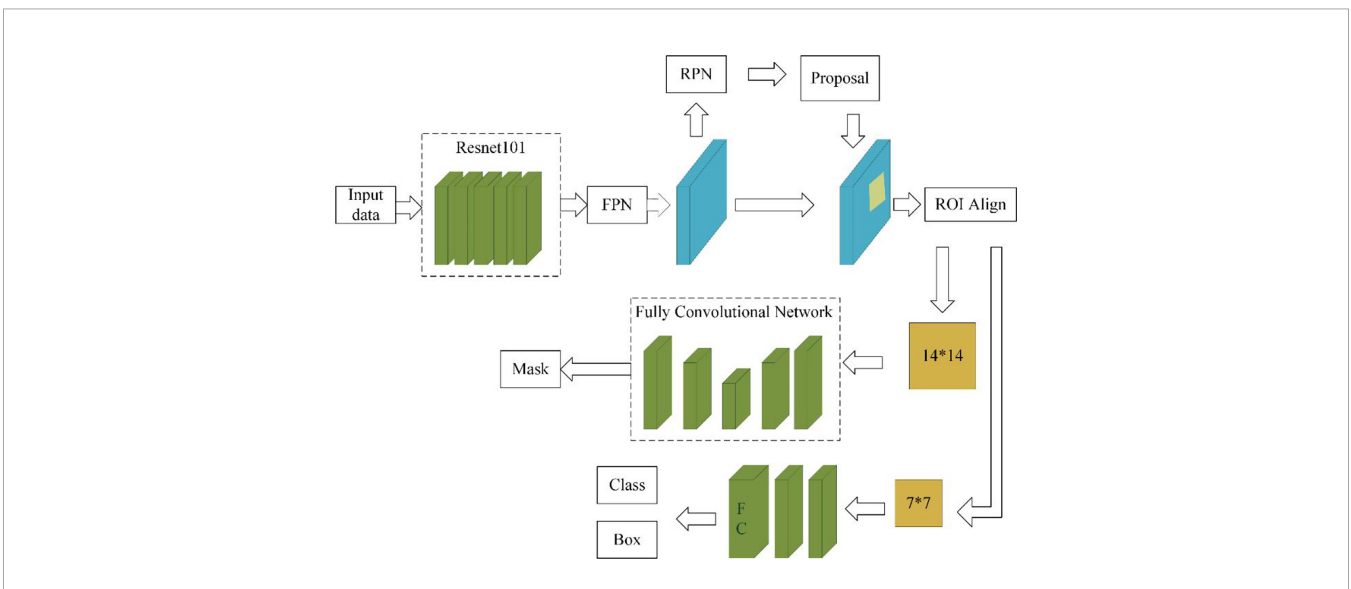 RPN
Proposal
Resnet101
Input
data
FPN
ROI Align
Fully Convolutional Network
14*14
Mask
Class
F
C
7*7
Box